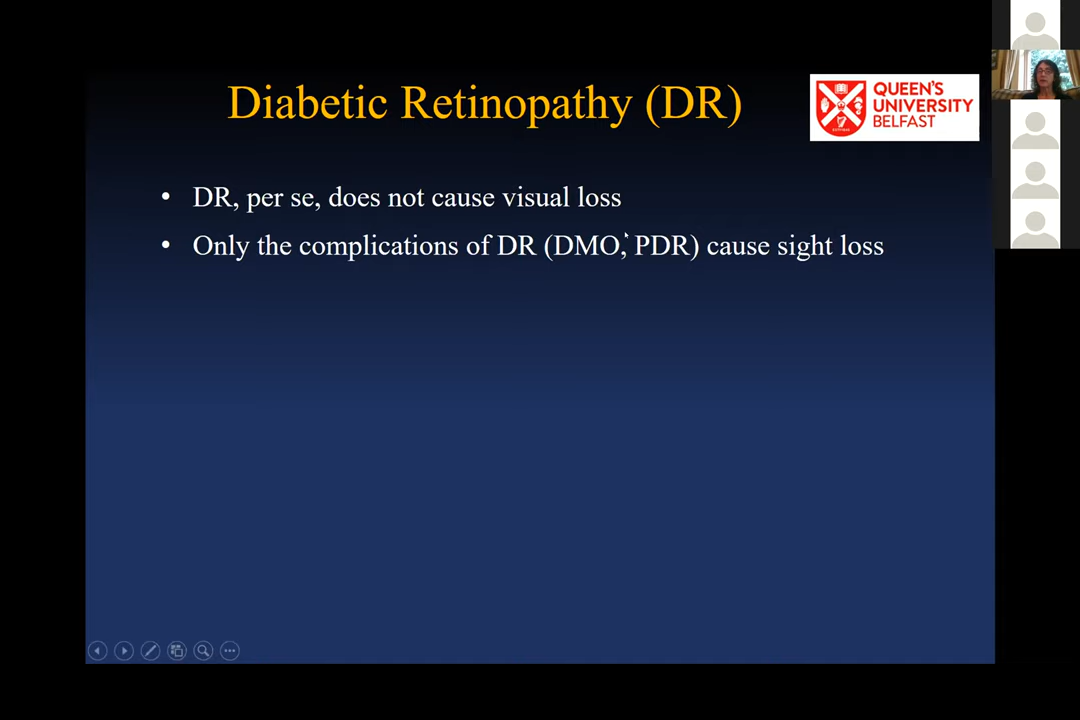 Diabetic Retinopathy (DR)
QUEEN'S
UNIVERSITY
BELFAST
• DR, per se, does not cause visual loss
• Only the complications of DR (DMO, PDR) cause sight loss